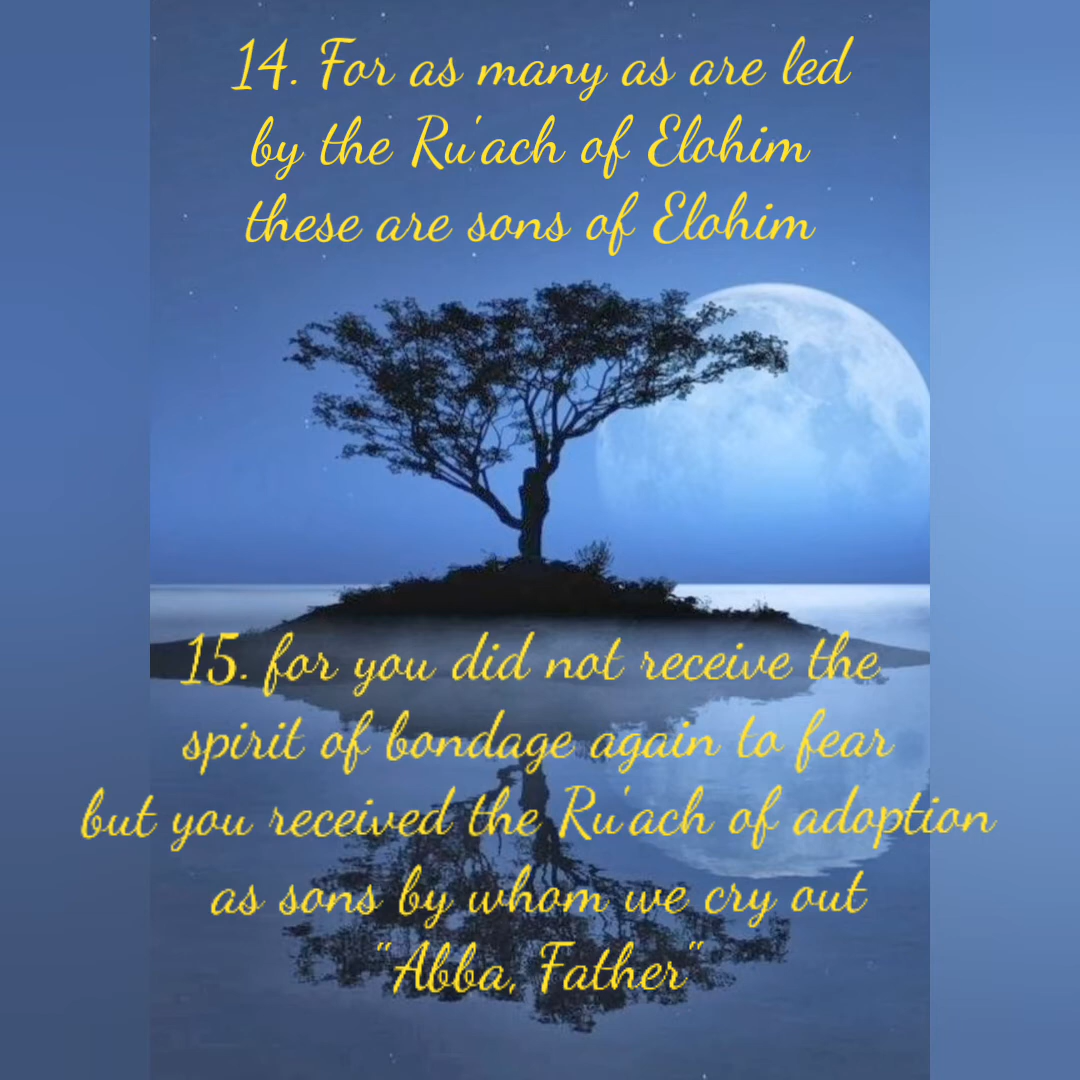 14. For as many as are led
by the Ru'ach of Elohim
these are sons of Elohim
15. for you did not receive the
spirit of bondage again to fear
but you received the Ru'ach of adoption
as sons by whom we cry out
"Abba, Father"